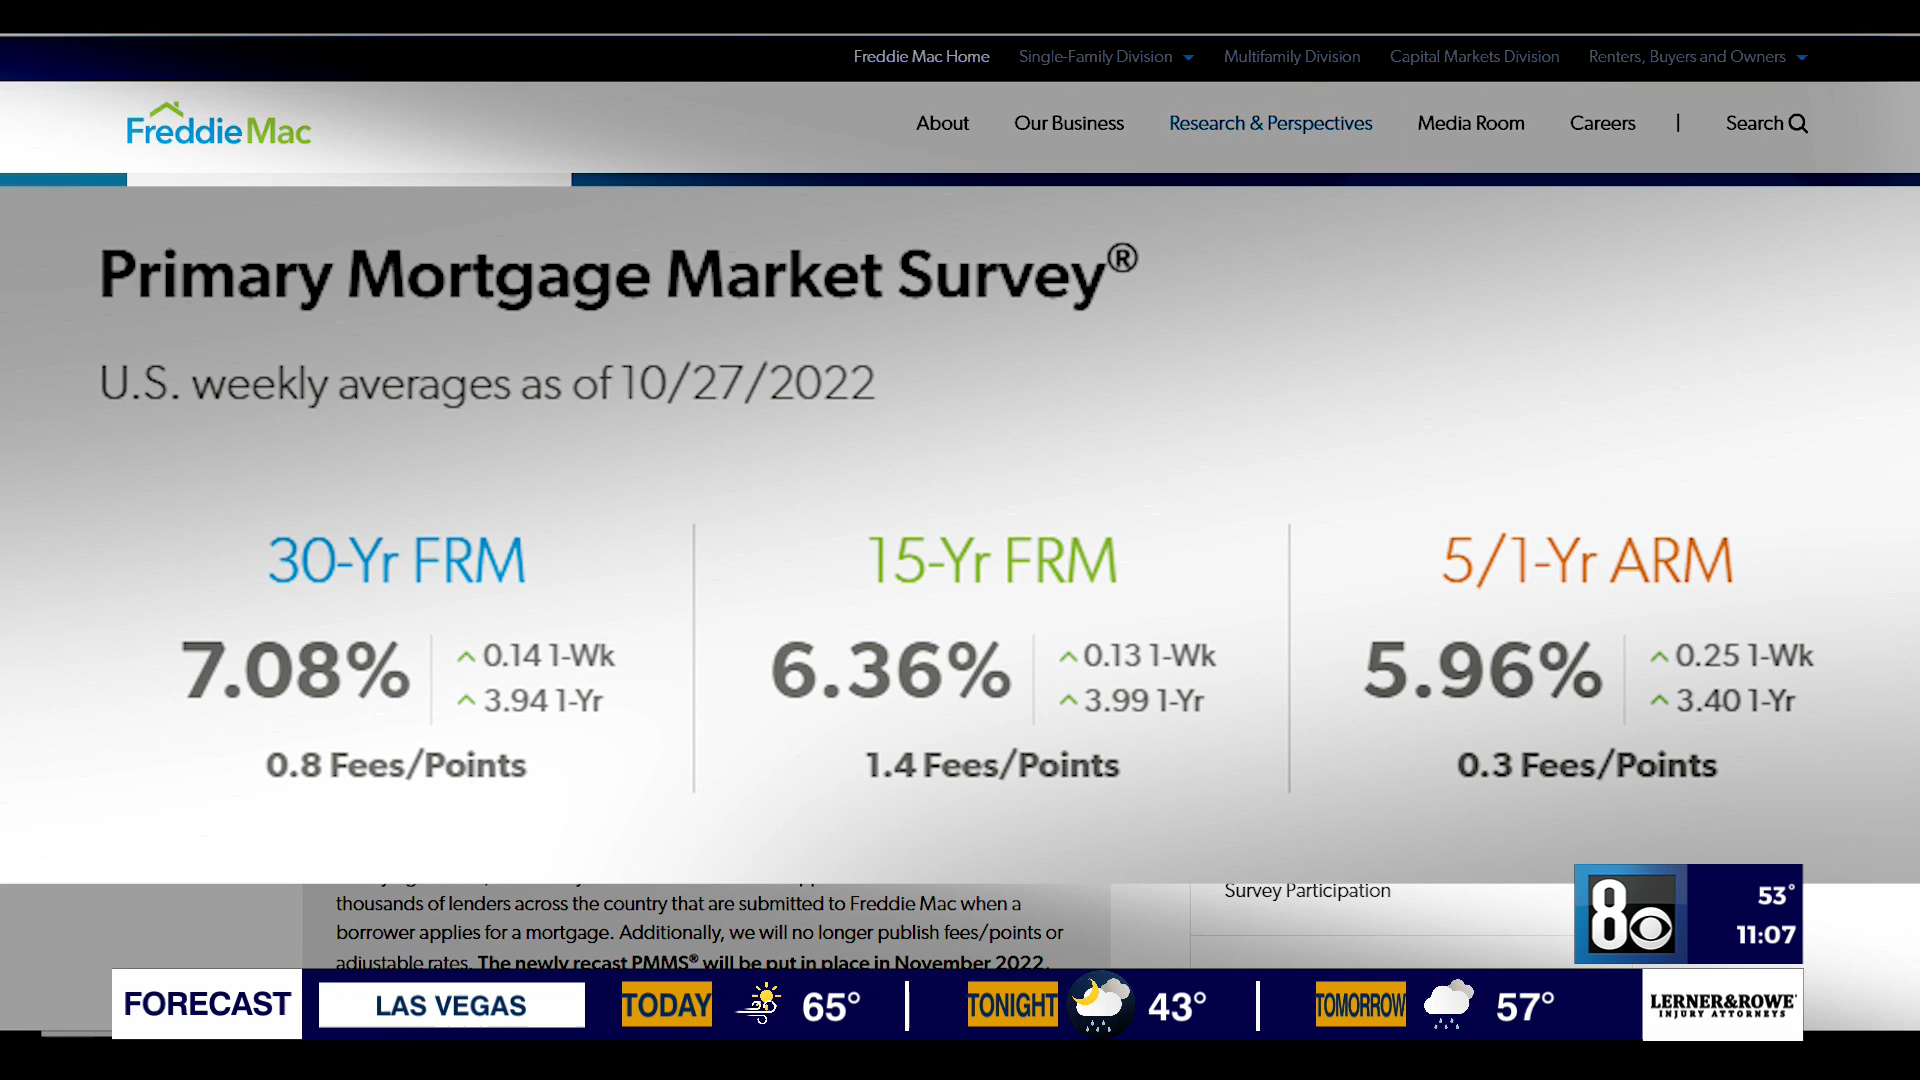 Freddie Mac Home Single-Family Division Multifamily Division Capital Markets Division Renters, Buyers and Owners
FreddieMac About Our Business Research & Perspectives Media Room Careers | Search
Primary Mortgage Market Survey®
U.S. weekly averages as of 10/27/2022
30-Yr FRM
7.08%
0.14 1-Wk
3.94 1-Yr
0.8 Fees/Points
15-Yr FRM
6.36%
0.13 1-Wk
3.99 1-Yr
1.4 Fees/Points
5/1-Yr ARM
5.96%
0.25 1-Wk
3.40 1-Yr
0.3 Fees/Points
thousands of lenders across the country that are submitted to Freddie Mac when a
borrower applies for a mortgage. Additionally, we will no longer publish fees/points or
adjustable rates. The newly recast PMMS® will be put in place in November 2022.
Survey Participation
8
53°
11:07
FORECAST LAS VEGAS TODAY 65° TONIGHT 43° TOMORROW 57°
LERNER&ROWE
INJURY ATTORNEYS